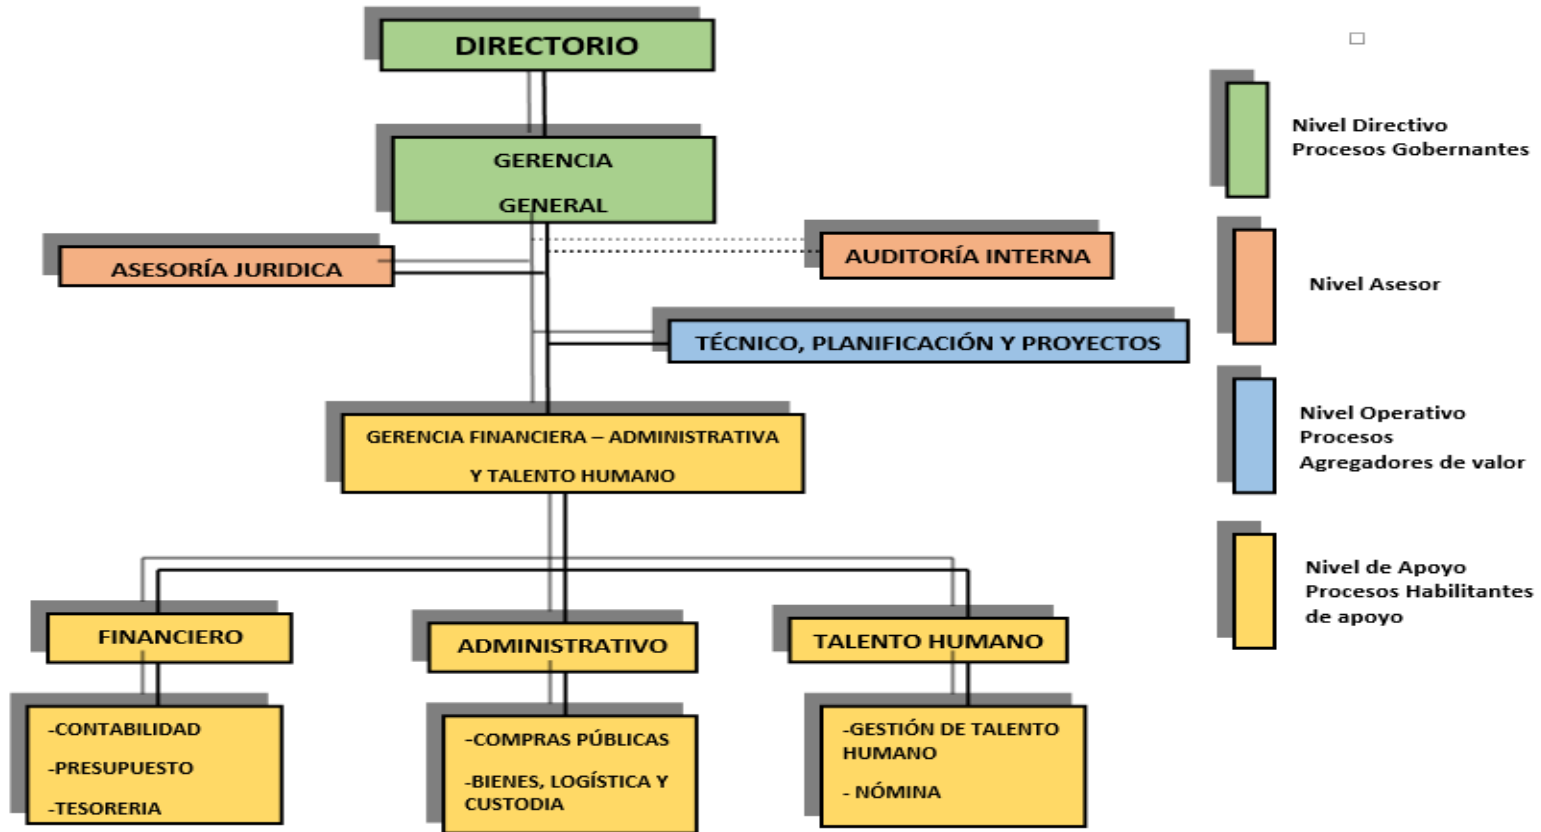 DIRECTORIO
GERENCIA
GENERAL
ASESORÍA JURIDICA
AUDITORÍA INTERNA
TÉCNICO, PLANIFICACIÓN Y PROYECTOS
GERENCIA FINANCIERA – ADMINISTRATIVA
Y TALENTO HUMANO
FINANCIERO
ADMINISTRATIVO
TALENTO HUMANO
-CONTABILIDAD
-PRESUPUESTO
-TESORERIA
-COMPRAS PÚBLICAS
-BIENES, LOGÍSTICA Y
CUSTODIA
-GESTIÓN DE TALENTO
HUMANO
- NÓMINA
Nivel Directivo
Procesos Gobernantes
Nivel Asesor
Nivel Operativo
Procesos
Agregadores de valor
Nivel de Apoyo
Procesos Habilitantes
de apoyo